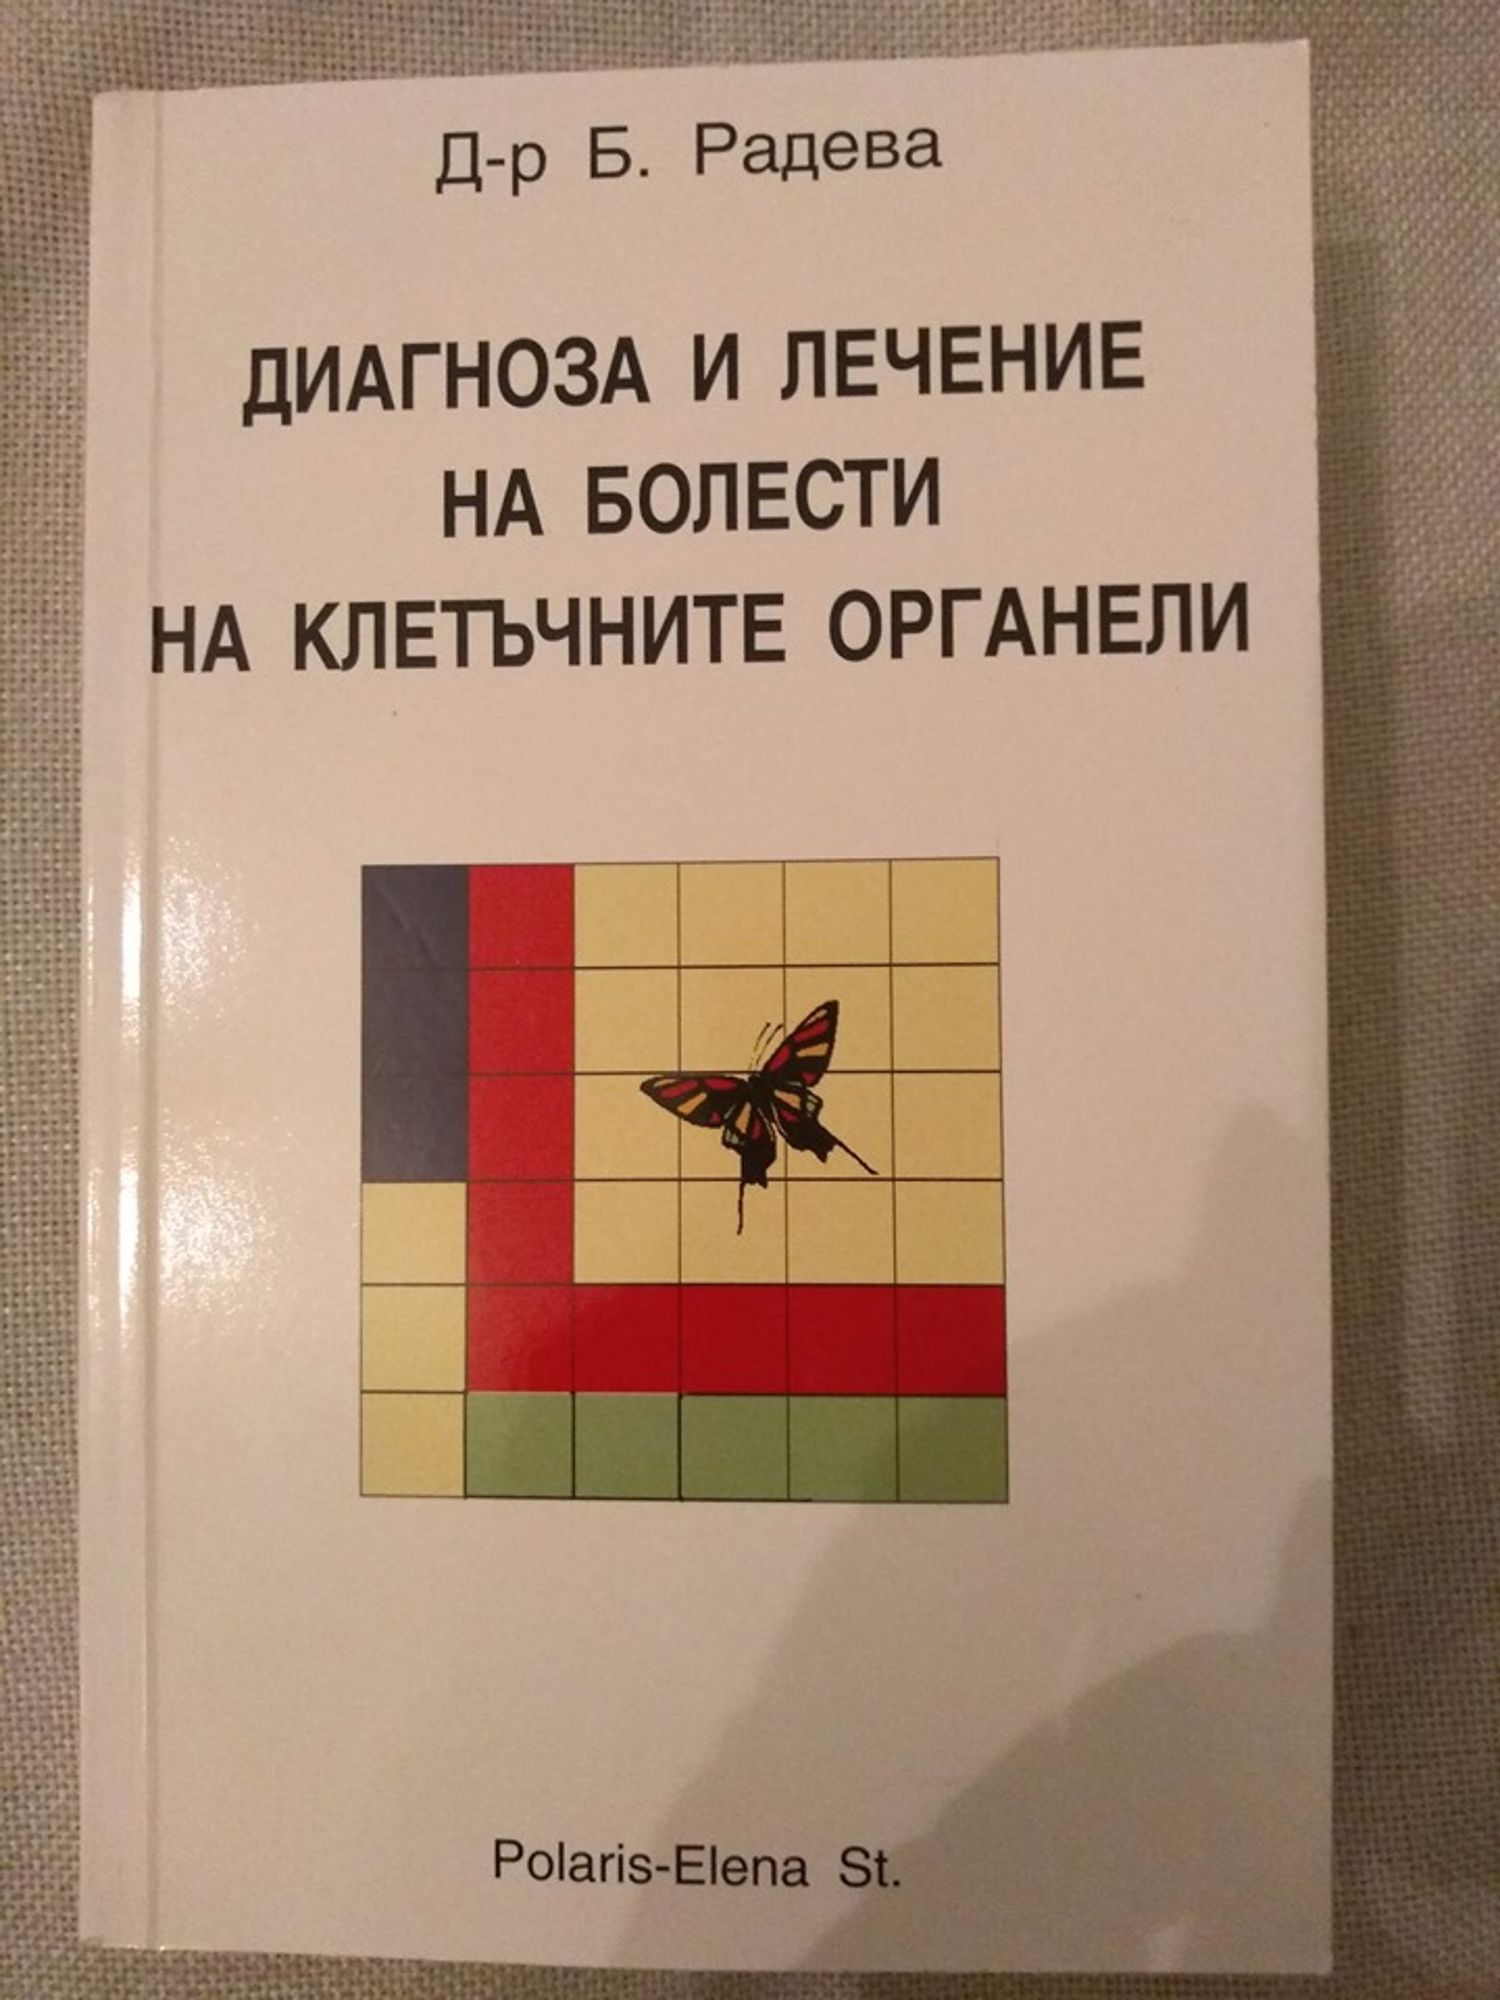 Д-р Б. Радева
ДИАГНОЗА И ЛЕЧЕНИЕ
НА БОЛЕСТИ
НА КЛЕТЪЧНИТЕ ОРГАНЕЛИ
Polaris-Elena St.